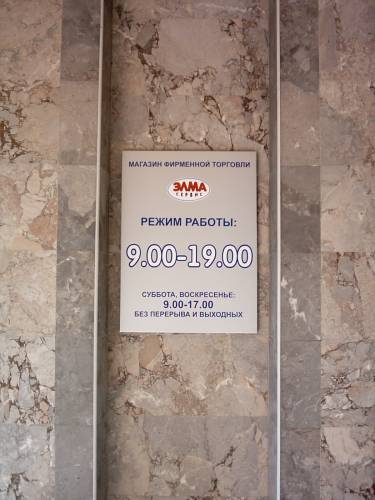 МАГАЗИН ФИРМЕННОЙ ТОРГОВЛИ
ЭЛМА
СЕРВИС
РЕЖИМ РАБОТЫ:
9.00-19.00
СУББОТА, ВОСКРЕСЕНЬЕ:
9.00-17.00
БЕЗ ПЕРЕРЫВА И ВЫХОДНЫХ